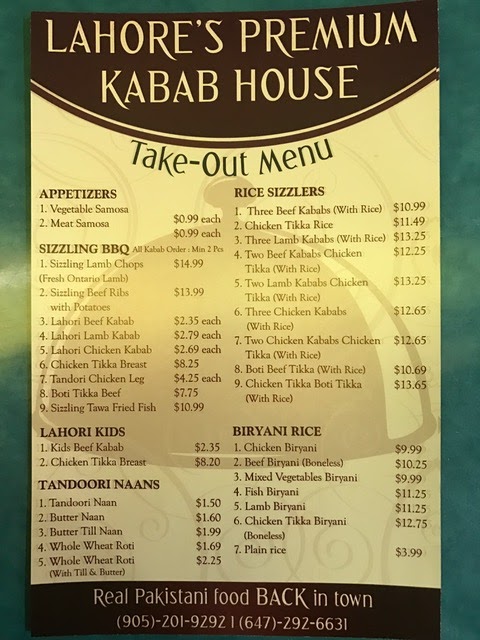 LAHORE'S PREMIUM
KABAB HOUSE
Take-Out Menu
APPETIZERS
1. Vegetable Samosa $0.99 each
2. Meat Samosa $0.99 each
SIZZLING BBQ All Kabab Order : Min 2 Pcs
1. Sizzling Lamb Chops $14.99
(Fresh Ontario Lamb)
2. Sizzling Beef Ribs $13.99
with Potatoes
3. Lahori Beef Kabab $2.35 each
4. Lahori Lamb Kabab $2.79 each
5. Lahori Chicken Kabab $2.69 each
6. Chicken Tikka Breast $8.25
7. Tandori Chicken Leg $4.25 each
8. Boti Tikka Beef $7.75
9. Sizzling Tawa Fried Fish $10.99
LAHORI KIDS
1. Kids Beef Kabab $2.35
2. Chicken Tikka Breast $8.20
TANDOORI NAANS
1. Tandoori Naan $1.50
2. Butter Naan $1.60
3. Butter Till Naan $1.99
4. Whole Wheat Roti $1.69
5. Whole Wheat Roti $2.25
(With Till & Butter)
RICE SIZZLERS
1. Three Beef Kababs (With Rice) $10.99
2. Chicken Tikka Rice $11.49
3. Three Lamb Kababs (With Rice) $13.25
4. Two Beef Kababs Chicken $12.25
Tikka (With Rice)
5. Two Lamb Kababs Chicken $13.25
Tikka (With Rice)
6. Three Chicken Kababs $12.65
(With Rice)
7. Two Chicken Kababs Chicken $12.65
Tikka (With Rice)
8. Boti Beef Tikka (With Rice) $10.69
9. Chicken Tikka Boti Tikka $13.65
(With Rice)
BIRYANI RICE
1. Chicken Biryani $9.99
2. Beef Biryani (Boneless) $10.25
3. Mixed Vegetables Biryani $9.99
4. Fish Biryani $11.25
5. Lamb Biryani $11.25
6. Chicken Tikka Biryani $12.75
(Boneless)
7. Plain rice $3.99
Real Pakistani food BACK in town
(905)-201-9292 | (647)-292-6631